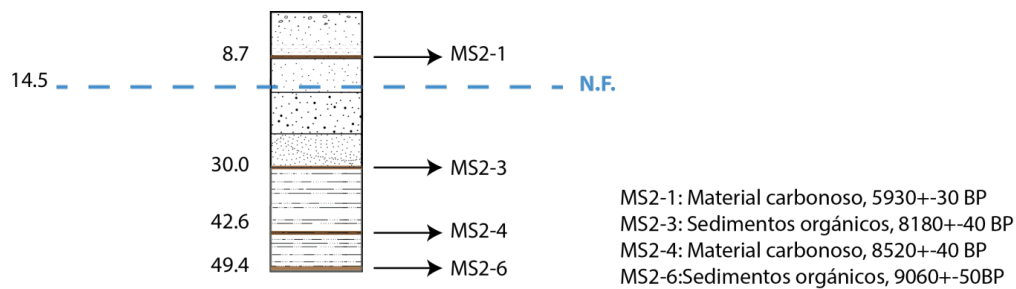 8.7 MS2-1
14.5 N.F.
30.0 MS2-3
42.6 MS2-4
49.4 MS2-6
MS2-1: Material carbonoso, 5930+-30 BP
MS2-3: Sedimentos orgánicos, 8180+-40 BP
MS2-4: Material carbonoso, 8520+-40 BP
MS2-6:Sedimentos orgánicos, 9060+-50BP